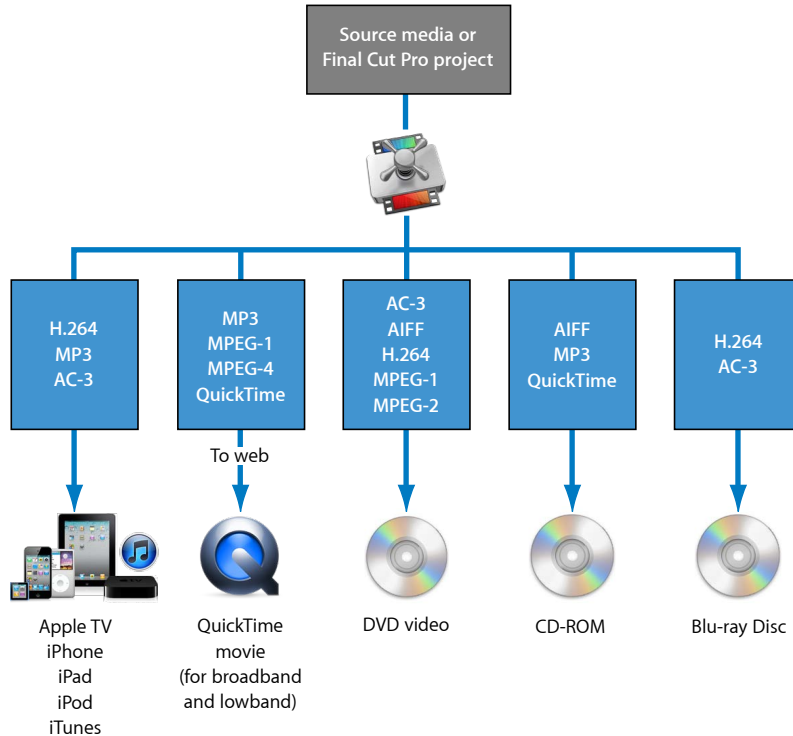 Source media or
Final Cut Pro project
H.264
MP3
AC-3
MP3
MPEG-1
MPEG-4
QuickTime
AC-3
AIFF
H.264
MPEG-1
MPEG-2
AIFF
MP3
QuickTime
H.264
AC-3
To web
Apple TV
iPhone
iPad
iPod
iTunes
QuickTime
movie
(for broadband
and lowband)
DVD video
CD-ROM
Blu-ray Disc